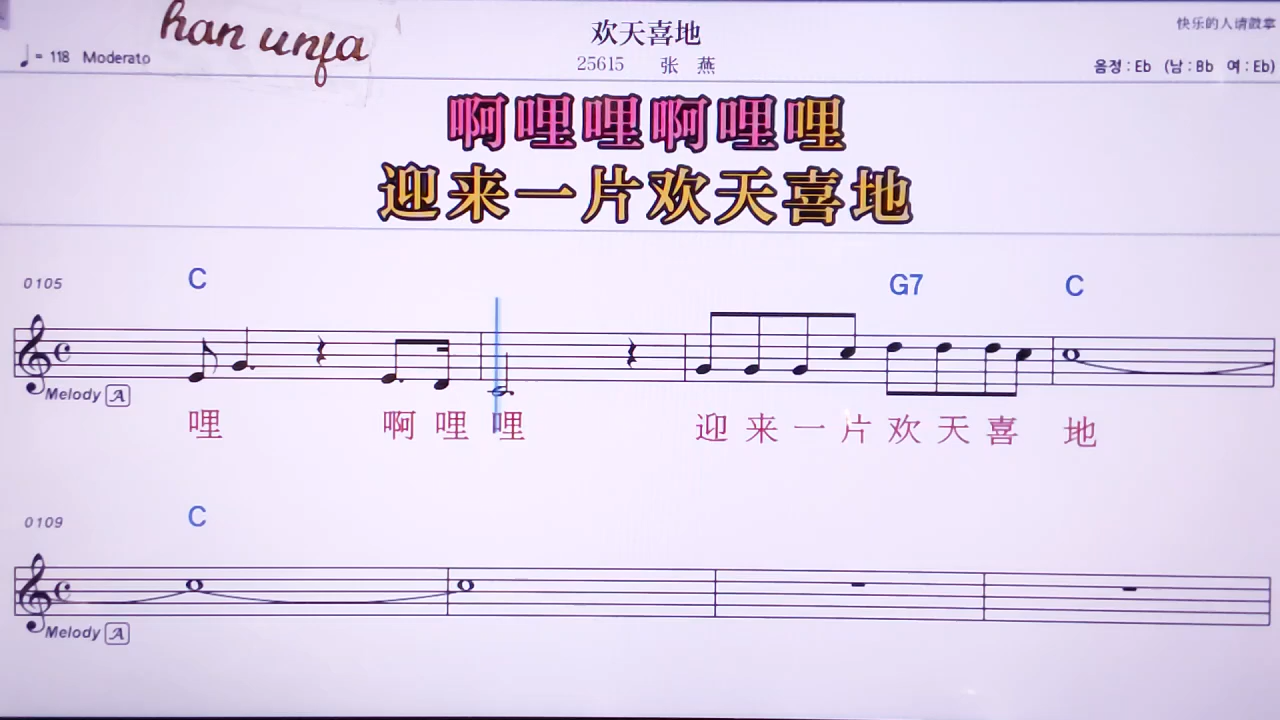 han unja
欢天喜地
快乐的人请鼓掌
♩= 118 Moderato
25615 张 燕
음정 : Eb (남 : Bb 여 : Eb)
啊哩哩啊哩哩
迎来一片欢天喜地
0105 C G7 C
Melody A
哩 啊 哩 哩 迎 来 一 片 欢 天 喜 地
0109 C
Melody A